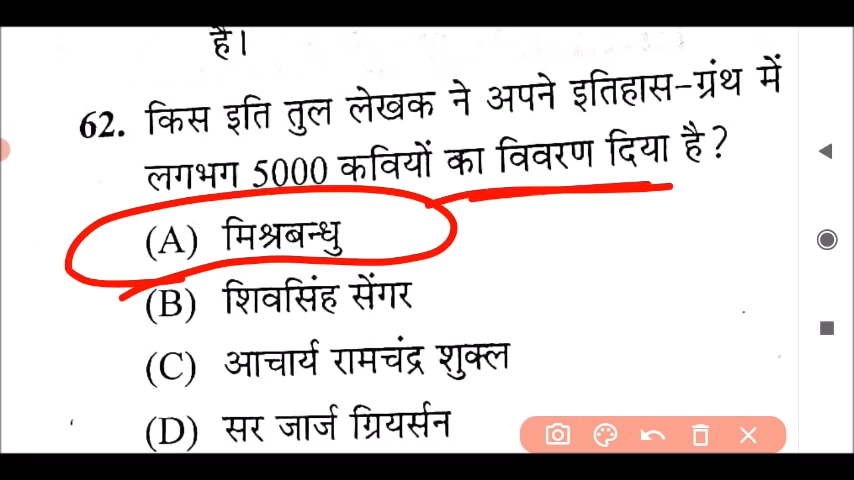 है।
62. किस इति तुल लेखक ने अपने इतिहास-ग्रंथ में
लगभग 5000 कवियों का विवरण दिया है?
(A) मिश्रबन्धु
(B) शिवसिंह सेंगर
(C) आचार्य रामचंद्र शुक्ल
(D) सर जार्ज ग्रियर्सन